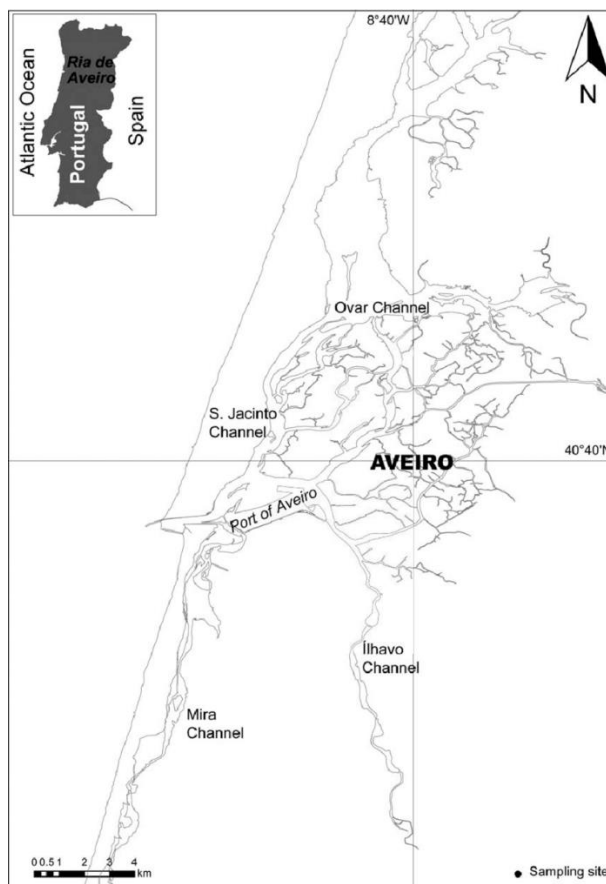 8°40'W
Ria de
Aveiro
Atlantic Ocean
Portugal
Spain
N
Ovar Channel
S. Jacinto
Channel
40°40'N
AVEIRO
Port of Aveiro
Ílhavo
Channel
Mira
Channel
0 0.5 1 2 3 4
km
Sampling site